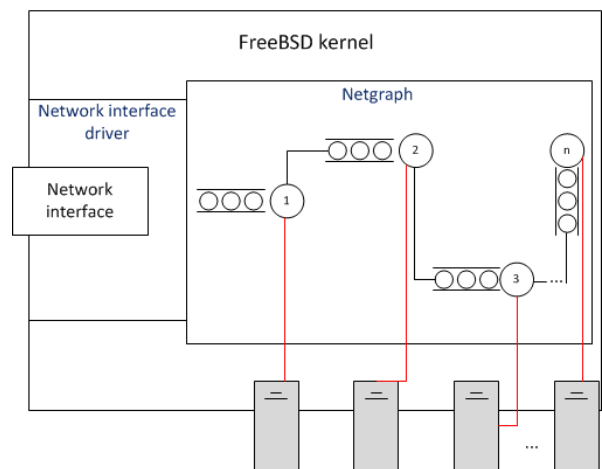 FreeBSD kernel
Netgraph
Network interface
driver
Network
interface
1
2
n
3
...
...